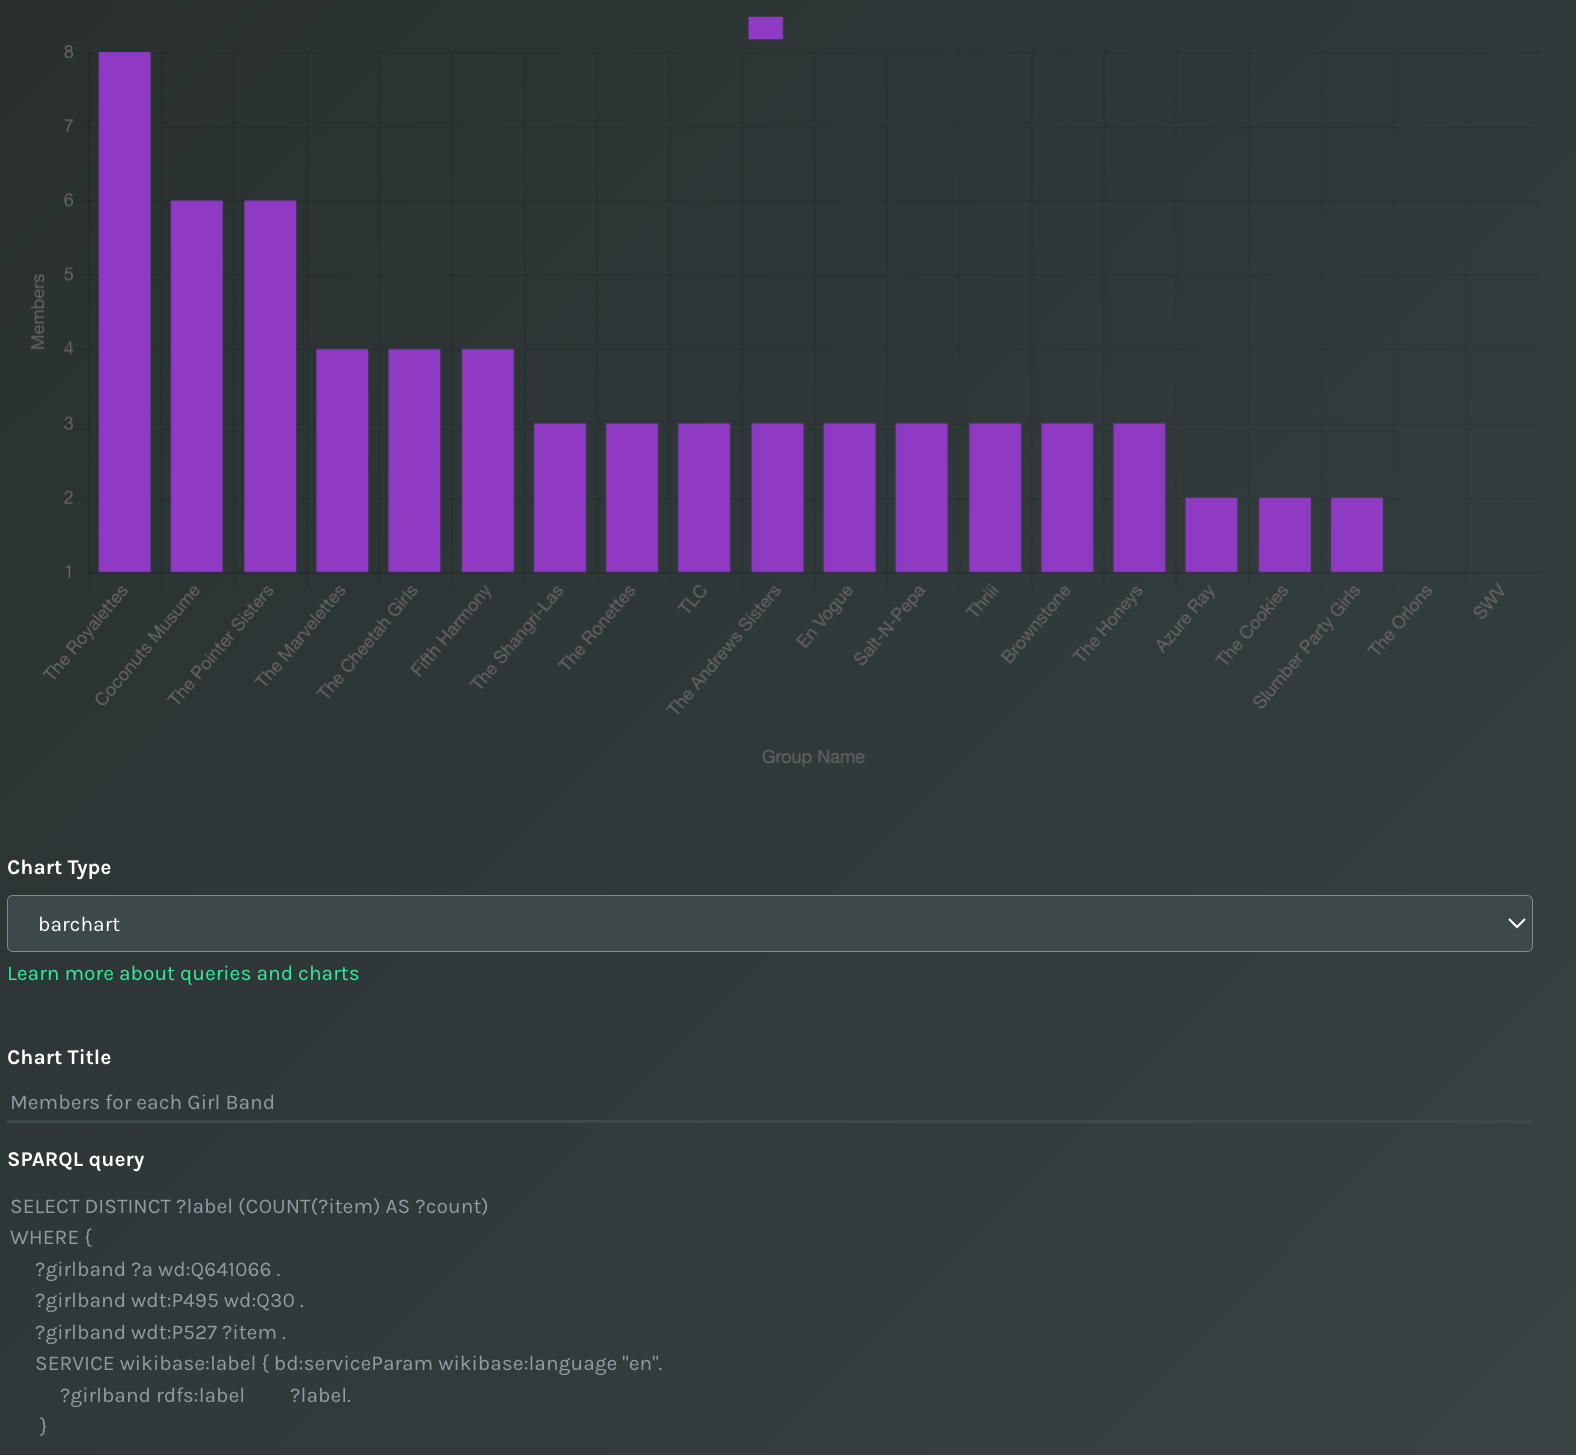 8
7
6
5
4
3
2
1
Members
The Royalettes
Coconuts Musume
The Pointer Sisters
The Marvelettes
The Cheetah Girls
Fifth Harmony
The Shangri-Las
The Ronettes
TLC
The Andrews Sisters
En Vogue
Salt-N-Pepa
Thriii
Brownstone
The Honeys
Azure Ray
The Cookies
Slumber Party Girls
The Orlons
SWV
Group Name
Chart Type
barchart
Learn more about queries and charts
Chart Title
Members for each Girl Band
SPARQL query
SELECT DISTINCT ?label (COUNT(?item) AS ?count)
WHERE {
?girlband ?a wd:Q641066 .
?girlband wdt:P495 wd:Q30 .
?girlband wdt:P527 ?item .
SERVICE wikibase:label { bd:serviceParam wikibase:language "en".
?girlband rdfs:label ?label.
}